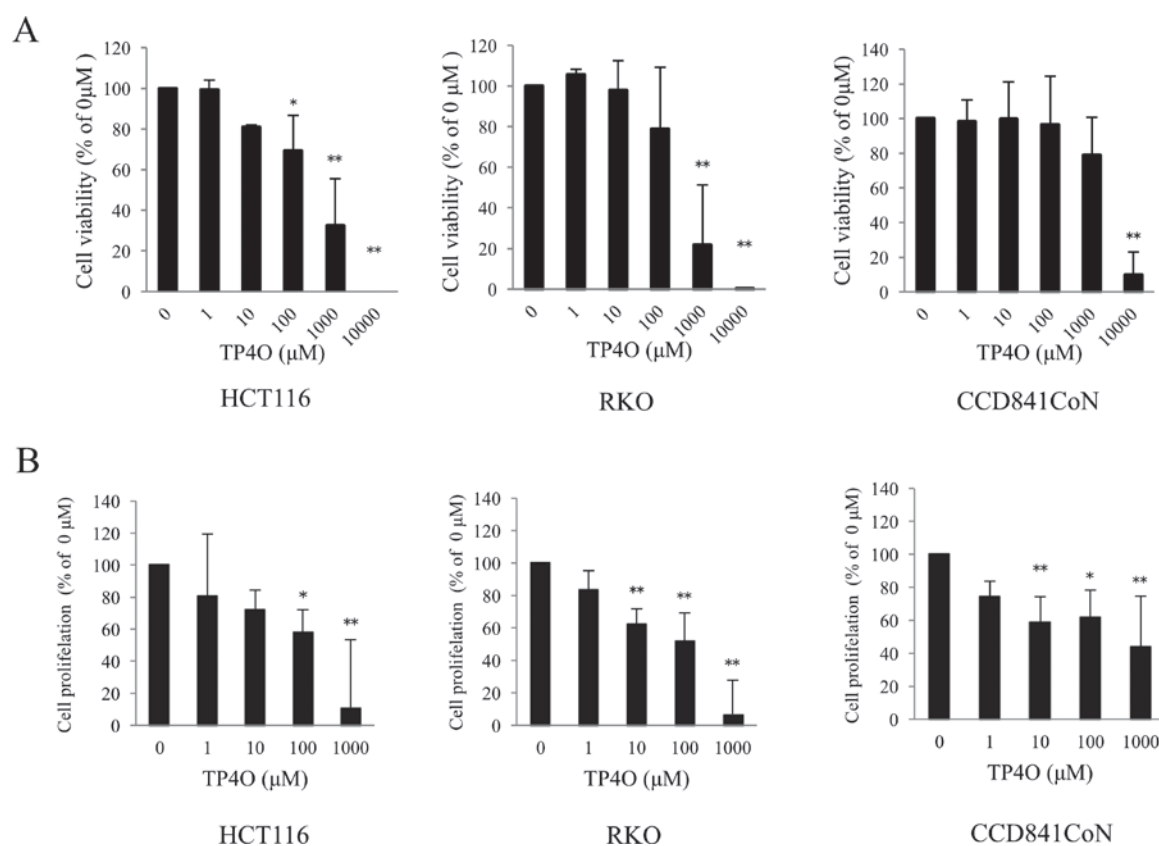 A
Cell viability (% of 0μM )
120
100
80
60
40
20
0
*
**
**
0 1 10 100 1000 10000
TP4O (μM)
HCT116
Cell viability (% of 0 μM )
120
100
80
60
40
20
0
**
**
0 1 10 100 1000 10000
TP4O (μM)
RKO
Cell viability (% of 0μM )
140
120
100
80
60
40
20
0
**
0 1 10 100 1000 10000
TP4O (μM)
CCD841CoN
B
Cell prolifelation (% of 0 μM)
140
120
100
80
60
40
20
0
*
**
0 1 10 100 1000
TP4O (μM)
HCT116
Cell prolifelation (% of 0 μM)
140
120
100
80
60
40
20
0
**
**
**
0 1 10 100 1000
TP4O (μM)
RKO
Cell prolifelation (% of 0 μM)
140
120
100
80
60
40
20
0
**
*
**
0 1 10 100 1000
TP4O (μM)
CCD841CoN